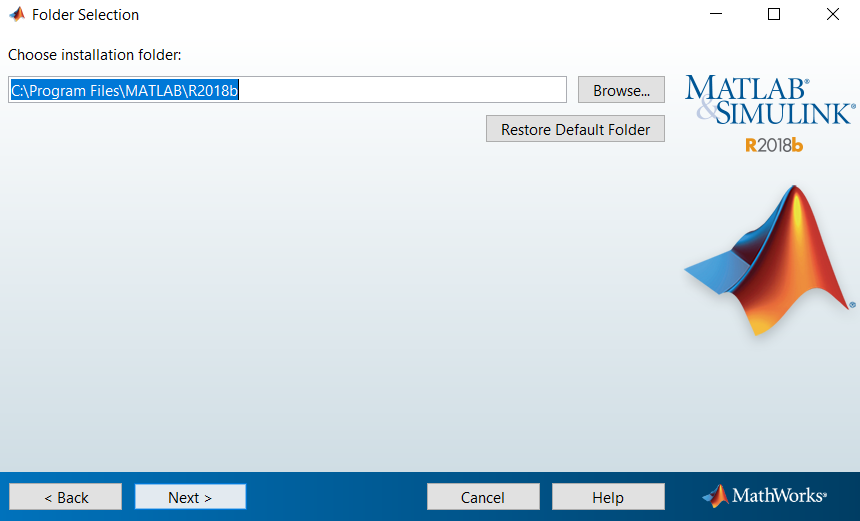 Folder Selection
Choose installation folder:
C:\Program Files\MATLAB\R2018b
Browse...
Restore Default Folder
MATLAB®
&SIMULINK®
R2018b
®
< Back
Next >
Cancel
Help
MathWorks®